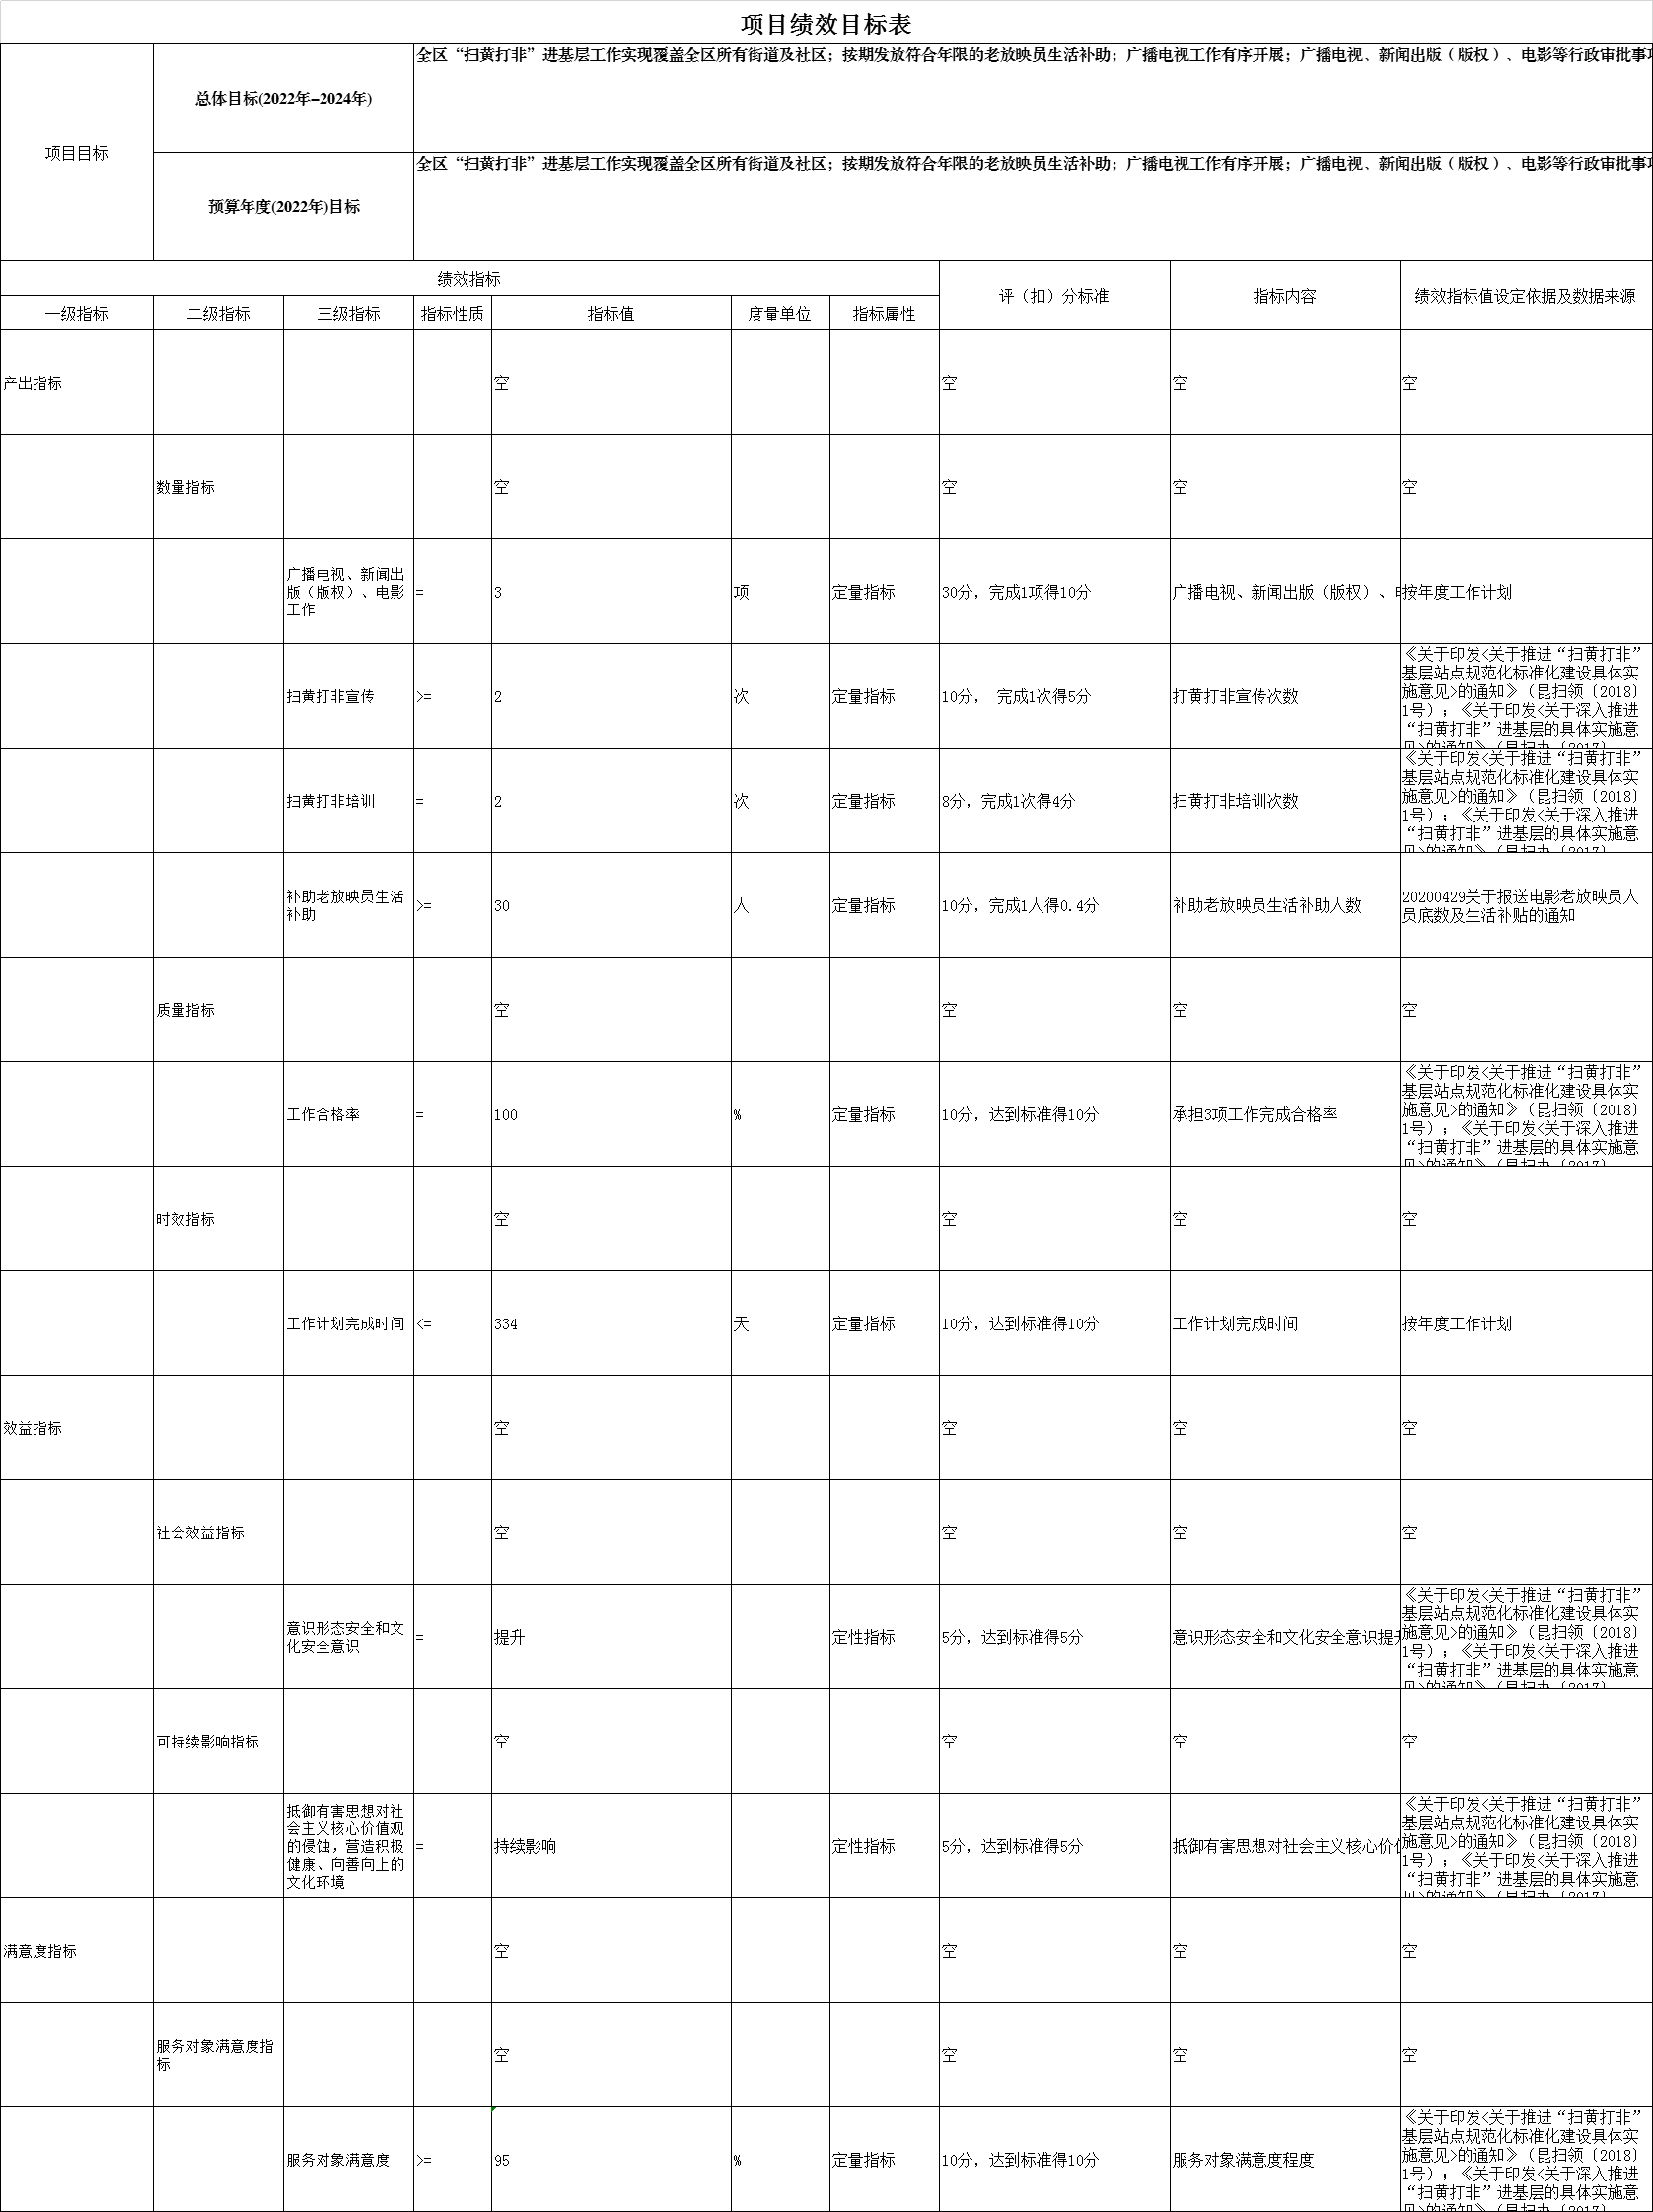 项目绩效目标表
项目目标
总体目标(2022年-2024年)
全区“扫黄打非”进基层工作实现覆盖全区所有街道及社区；按期发放符合年限的老放映员生活补助；广播电视工作有序开展；广播电视、新闻出版（版权）、电影等行政审批事项
预算年度(2022年)目标
全区“扫黄打非”进基层工作实现覆盖全区所有街道及社区；按期发放符合年限的老放映员生活补助；广播电视工作有序开展；广播电视、新闻出版（版权）、电影等行政审批事项
绩效指标
评（扣）分标准
指标内容
绩效指标值设定依据及数据来源
一级指标 二级指标 三级指标 指标性质 指标值 度量单位 指标属性
产出指标 空 空 空 空
数量指标 空 空 空 空
广播电视、新闻出
版（版权）、电影
工作
= 3 项 定量指标 30分，完成1项得10分 广播电视、新闻出版（版权）、 按年度工作计划
扫黄打非宣传 >= 2 次 定量指标 10分， 完成1次得5分 打黄打非宣传次数
《关于印发<关于推进“扫黄打非”
基层站点规范化标准化建设具体实
施意见>的通知》（昆扫领〔2018〕
1号）；《关于印发<关于深入推进
“扫黄打非”进基层的具体实施意
见>的通知》（昆扫办〔2017〕
扫黄打非培训 = 2 次 定量指标 8分，完成1次得4分 扫黄打非培训次数
《关于印发<关于推进“扫黄打非”
基层站点规范化标准化建设具体实
施意见>的通知》（昆扫领〔2018〕
1号）；《关于印发<关于深入推进
“扫黄打非”进基层的具体实施意
见>的通知》（昆扫办〔2017〕
补助老放映员生活
补助
>= 30 人 定量指标 10分，完成1人得0.4分 补助老放映员生活补助人数
20200429关于报送电影老放映员人
员底数及生活补贴的通知
质量指标 空 空 空 空
工作合格率 = 100 % 定量指标 10分，达到标准得10分 承担3项工作完成合格率
《关于印发<关于推进“扫黄打非”
基层站点规范化标准化建设具体实
施意见>的通知》（昆扫领〔2018〕
1号）；《关于印发<关于深入推进
“扫黄打非”进基层的具体实施意
见>的通知》（昆扫办〔2017〕
时效指标 空 空 空 空
工作计划完成时间 <= 334 天 定量指标 10分，达到标准得10分 工作计划完成时间 按年度工作计划
效益指标 空 空 空 空
社会效益指标 空 空 空 空
意识形态安全和文
化安全意识
= 提升 定性指标 5分，达到标准得5分 意识形态安全和文化安全意识提升
《关于印发<关于推进“扫黄打非”
基层站点规范化标准化建设具体实
施意见>的通知》（昆扫领〔2018〕
1号）；《关于印发<关于深入推进
“扫黄打非”进基层的具体实施意
见>的通知》（昆扫办〔2017〕
可持续影响指标 空 空 空 空
抵御有害思想对社
会主义核心价值观
的侵蚀，营造积极
健康、向善向上的
文化环境
= 持续影响 定性指标 5分，达到标准得5分 抵御有害思想对社会主义核心价值
《关于印发<关于推进“扫黄打非”
基层站点规范化标准化建设具体实
施意见>的通知》（昆扫领〔2018〕
1号）；《关于印发<关于深入推进
“扫黄打非”进基层的具体实施意
见>的通知》（昆扫办〔2017〕
满意度指标 空 空 空 空
服务对象满意度指
标
空 空 空 空
服务对象满意度 >= 95 % 定量指标 10分，达到标准得10分 服务对象满意度程度
《关于印发<关于推进“扫黄打非”
基层站点规范化标准化建设具体实
施意见>的通知》（昆扫领〔2018〕
1号）；《关于印发<关于深入推进
“扫黄打非”进基层的具体实施意
见>的通知》（昆扫办〔2017〕